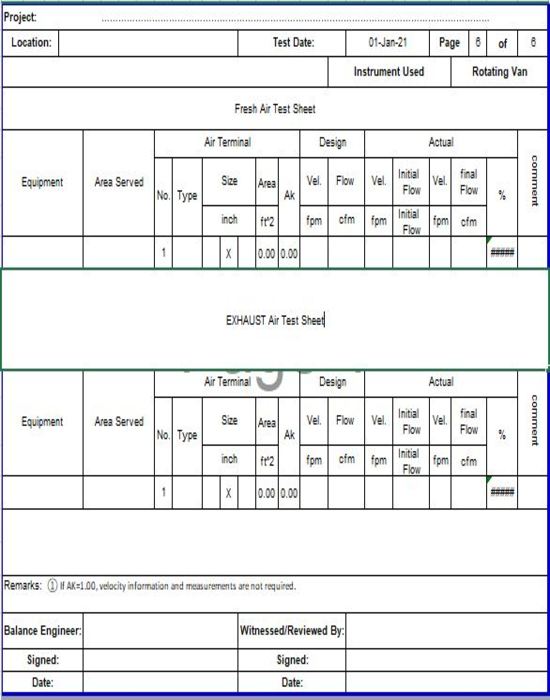 Project: ........................................................................
Location: Test Date: 01-Jan-21 Page 6 of 6
Instrument Used Rotating Van
Fresh Air Test Sheet
Air Terminal Design Actual
Equipment Area Served No. Type Size Area Ak Vel. Flow Vel. Initial Flow Vel. final Flow % comment
inch ft^2 fpm cfm fpm Initial Flow fpm cfm
1 X 0.00 0.00 #####
EXHAUST Air Test Sheet
Air Terminal Design Actual
Equipment Area Served No. Type Size Area Ak Vel. Flow Vel. Initial Flow Vel. final Flow % comment
inch ft^2 fpm cfm fpm Initial Flow fpm cfm
1 X 0.00 0.00 #####
Remarks: ① If AK=1.00, velocity information and measurements are not required.
Balance Engineer: Witnessed/Reviewed By:
Signed: Signed:
Date: Date: